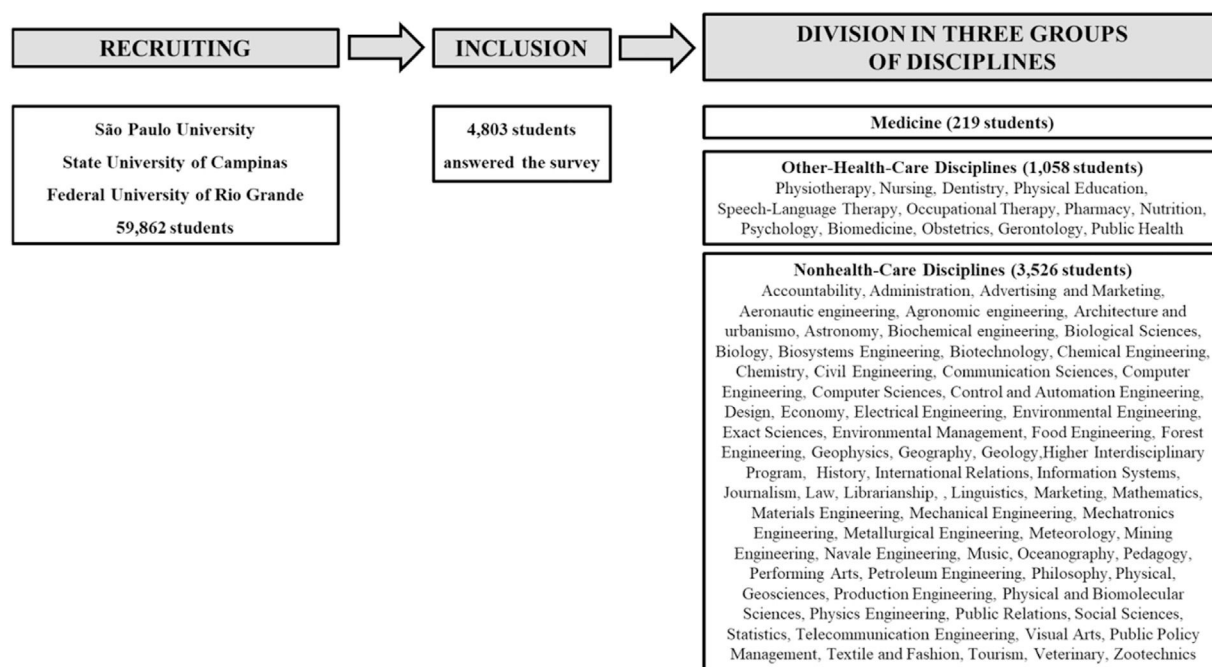 RECRUITING
INCLUSION
DIVISION IN THREE GROUPS
OF DISCIPLINES
São Paulo University
State University of Campinas
Federal University of Rio Grande
59,862 students
4,803 students
answered the survey
Medicine (219 students)
Other-Health-Care Disciplines (1,058 students)
Physiotherapy, Nursing, Dentistry, Physical Education,
Speech-Language Therapy, Occupational Therapy, Pharmacy, Nutrition,
Psychology, Biomedicine, Obstetrics, Gerontology, Public Health
Nonhealth-Care Disciplines (3,526 students)
Accountability, Administration, Advertising and Marketing,
Aeronautic engineering, Agronomic engineering, Architecture and
urbanismo, Astronomy, Biochemical engineering, Biological Sciences,
Biology, Biosystems Engineering, Biotechnology, Chemical Engineering,
Chemistry, Civil Engineering, Communication Sciences, Computer
Engineering, Computer Sciences, Control and Automation Engineering,
Design, Economy, Electrical Engineering, Environmental Engineering,
Exact Sciences, Environmental Management, Food Engineering, Forest
Engineering, Geophysics, Geography, Geology,Higher Interdisciplinary
Program, History, International Relations, Information Systems,
Journalism, Law, Librarianship, , Linguistics, Marketing, Mathematics,
Materials Engineering, Mechanical Engineering, Mechatronics
Engineering, Metallurgical Engineering, Meteorology, Mining
Engineering, Navale Engineering, Music, Oceanography, Pedagogy,
Performing Arts, Petroleum Engineering, Philosophy, Physical,
Geosciences, Production Engineering, Physical and Biomolecular
Sciences, Physics Engineering, Public Relations, Social Sciences,
Statistics, Telecommunication Engineering, Visual Arts, Public Policy
Management, Textile and Fashion, Tourism, Veterinary, Zootechnics